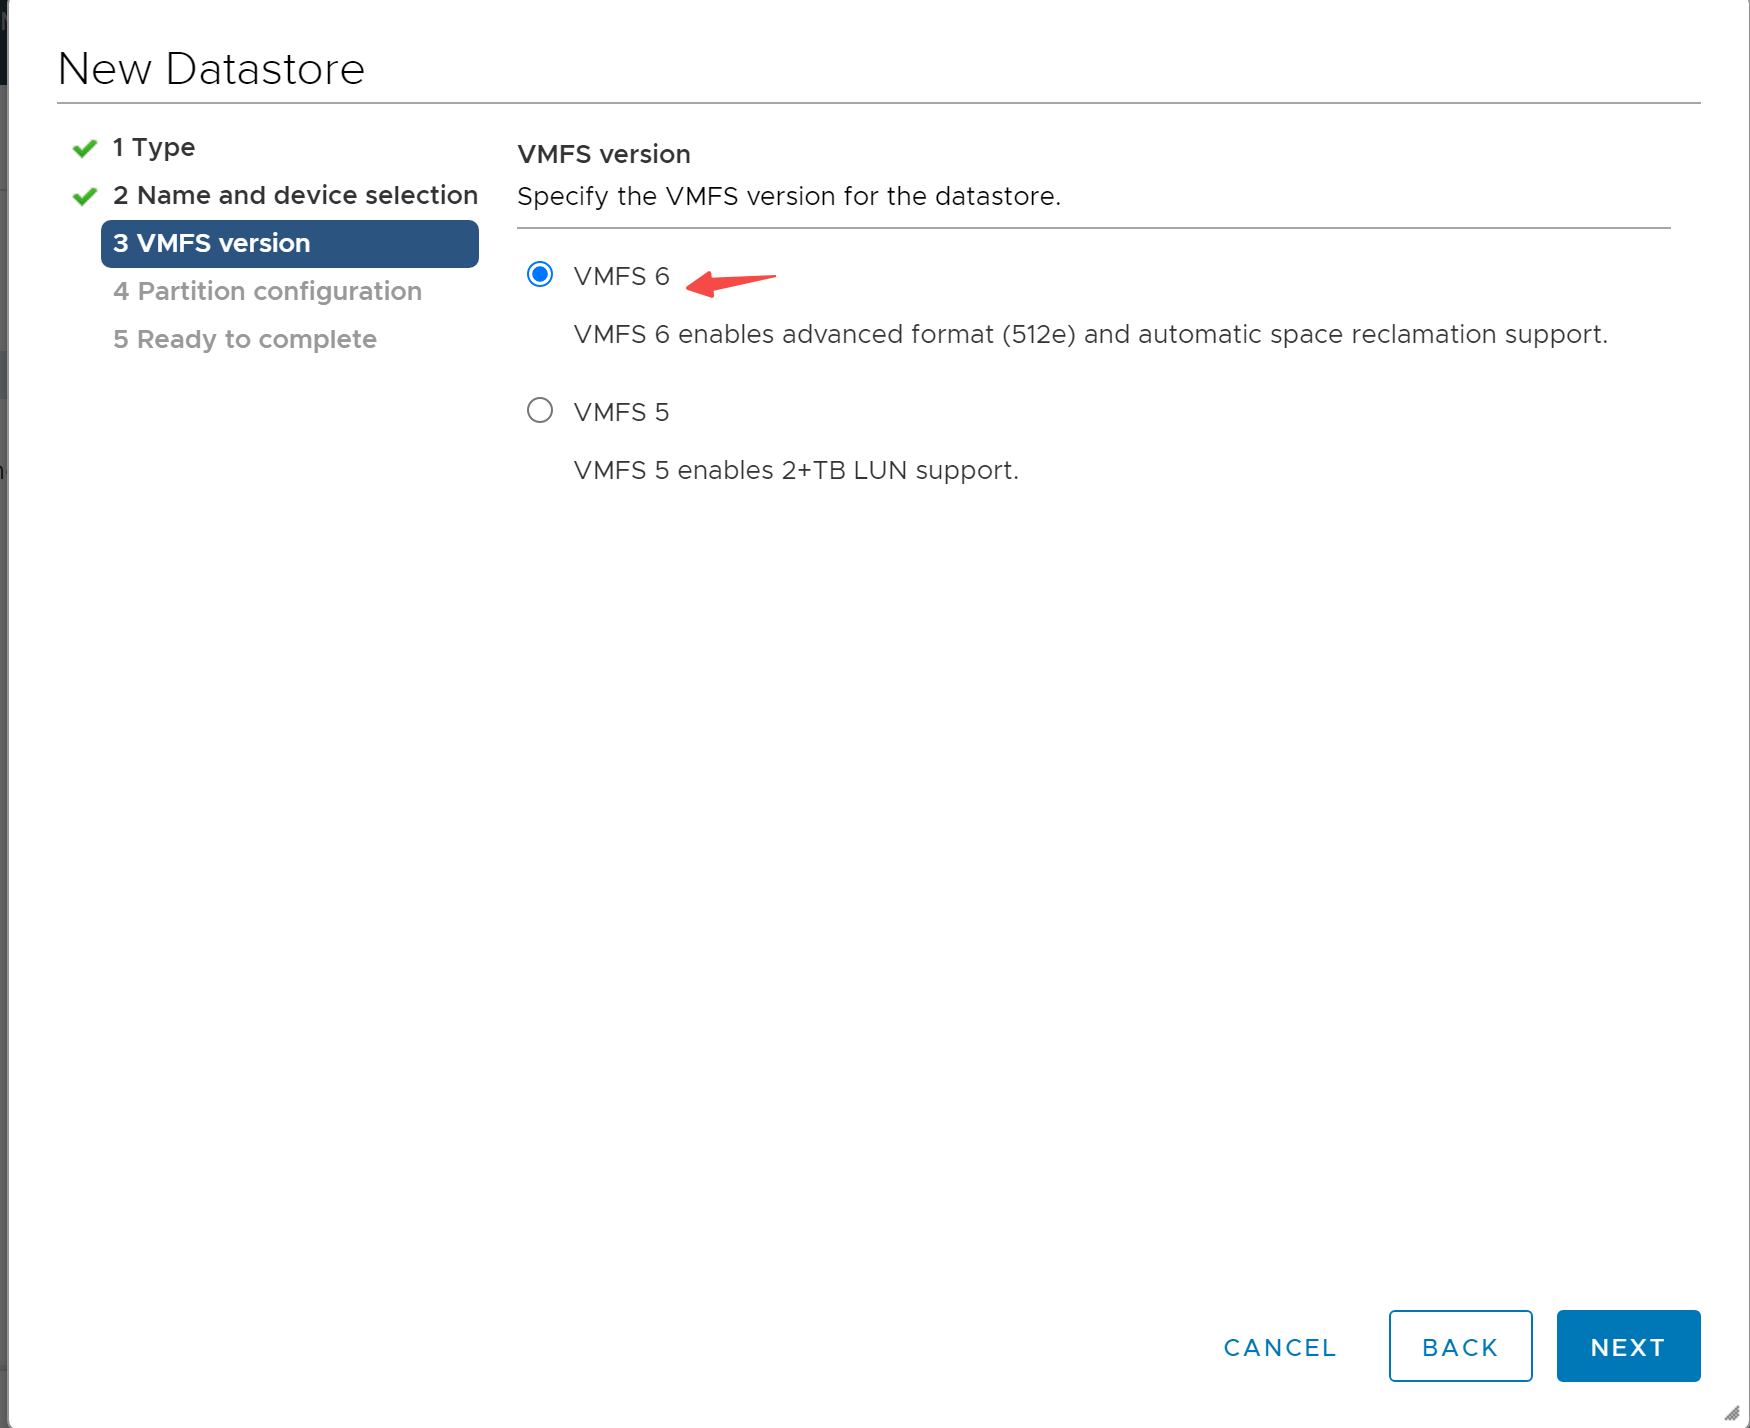 New Datastore
1 Type
2 Name and device selection
3 VMFS version
4 Partition configuration
5 Ready to complete
VMFS version
Specify the VMFS version for the datastore.
VMFS 6
VMFS 6 enables advanced format (512e) and automatic space reclamation support.
VMFS 5
VMFS 5 enables 2+TB LUN support.
CANCEL
BACK
NEXT